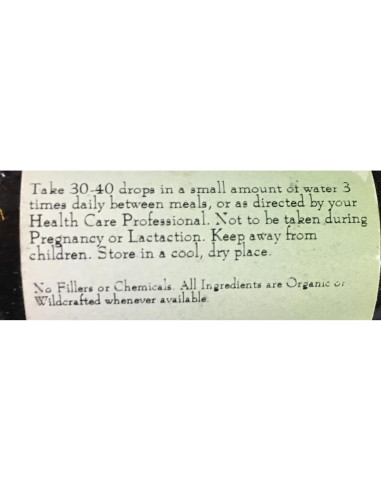 Take 30-40 drops in a small amount of water 3
times daily between meals, or as directed by your
Health Care Professional. Not to be taken during
Pregnancy or Lactaction. Keep away from
children. Store in a cool, dry place.
No Fillers or Chemicals. All Ingredients are Organic or
Wildcrafted whenever available.